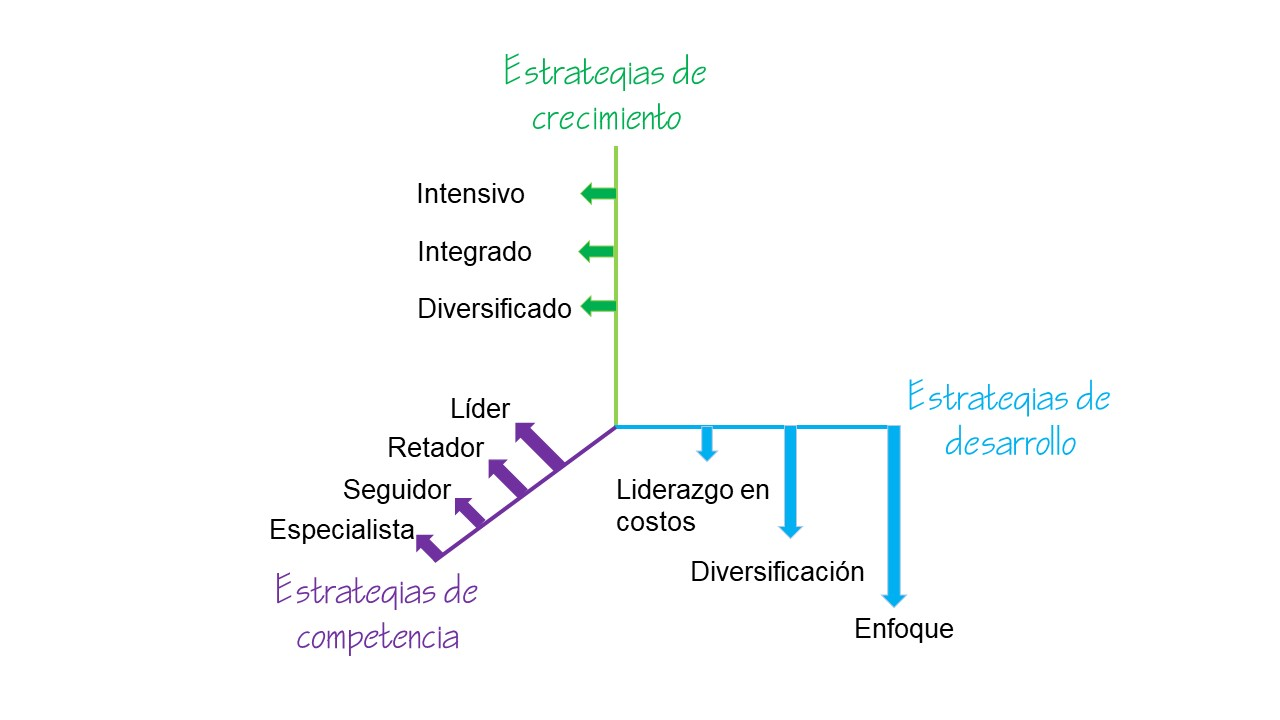 Estrategias de
crecimiento
Intensivo
Integrado
Diversificado
Líder
Retador
Seguidor
Especialista
Estrategias de
competencia
Estrategias de
desarrollo
Liderazgo en
costos
Diversificación
Enfoque